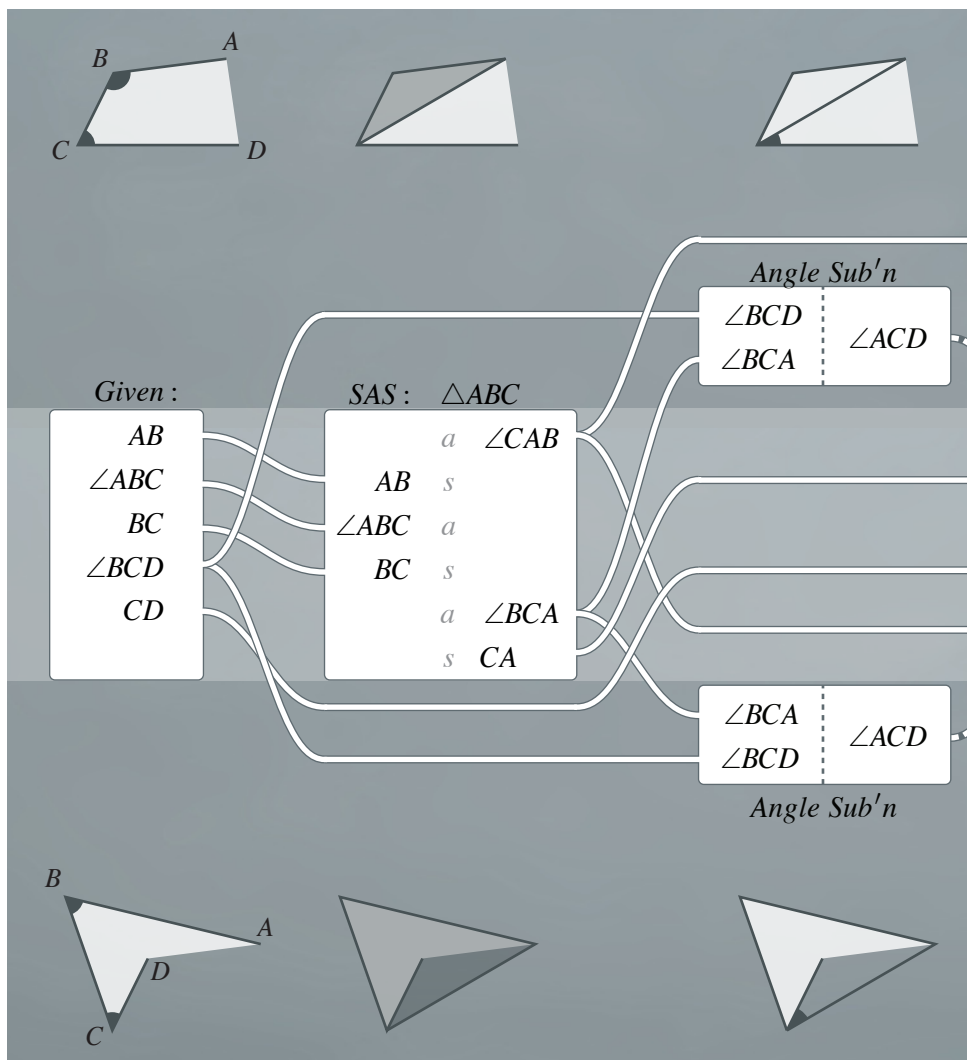 A
B
C
D
Angle Sub′n
∠BCD
∠BCA
∠ACD
Given :
AB
∠ABC
BC
∠BCD
CD
SAS : △ABC
a ∠CAB
AB s
∠ABC a
BC s
a ∠BCA
s CA
∠BCA
∠BCD
∠ACD
Angle Sub′n
B
A
D
C